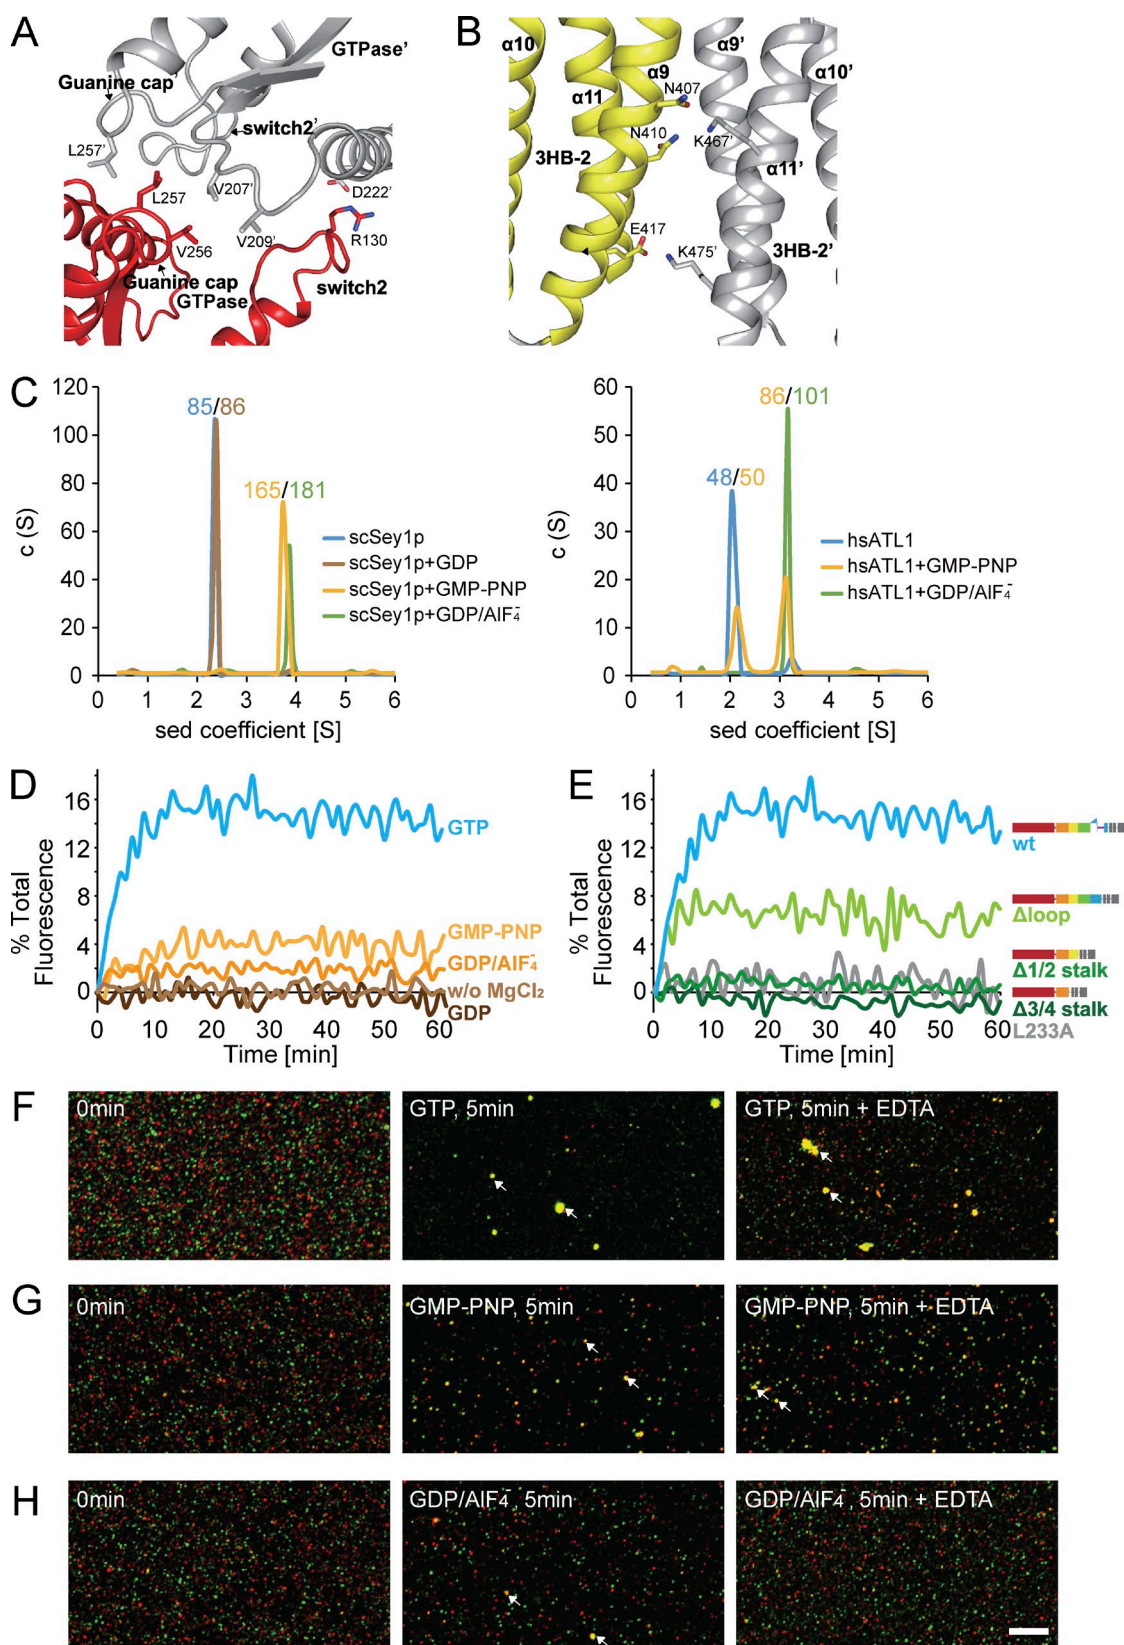 A
GTPase'
Guanine cap'
switch2'
L257'
L257
V207'
D222'
V209'
R130
V256
Guanine cap
GTPase
switch2
B
α10
α9'
α9
α10'
α11
N407
N410
K467'
3HB-2
α11'
E417
K475'
3HB-2'
C
c (S)
120
100
80
60
40
20
0
0 1 2 3 4 5 6
sed coefficient [S]
85/86
165/181
scSey1p
scSey1p+GDP
scSey1p+GMP-PNP
scSey1p+GDP/AlF4-
c (S)
60
50
40
30
20
10
0
0 1 2 3 4 5 6
sed coefficient [S]
86/101
48/50
hsATL1
hsATL1+GMP-PNP
hsATL1+GDP/AlF4-
D
% Total
Fluorescence
16
12
8
4
0
0 10 20 30 40 50 60
Time [min]
GTP
GMP-PNP
GDP/AlF4-
w/o MgCl2
GDP
E
% Total
Fluorescence
16
12
8
4
0
0 10 20 30 40 50 60
Time [min]
wt
Δloop
Δ1/2 stalk
Δ3/4 stalk
L233A
F
0min
GTP, 5min
GTP, 5min + EDTA
G
0min
GMP-PNP, 5min
GMP-PNP, 5min + EDTA
H
0min
GDP/AlF4-, 5min
GDP/AlF4-, 5min + EDTA